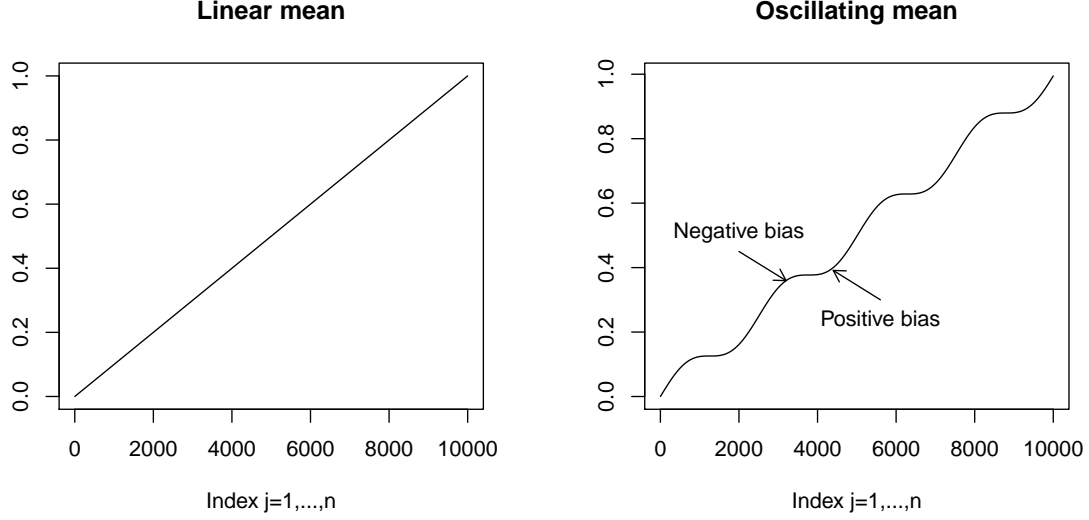 Linear mean
1.0
0.8
0.6
0.4
0.2
0.0
0 2000 4000 6000 8000 10000
Index j=1,...,n
Oscillating mean
1.0
0.8
0.6
0.4
0.2
0.0
Negative bias
Positive bias
0 2000 4000 6000 8000 10000
Index j=1,...,n